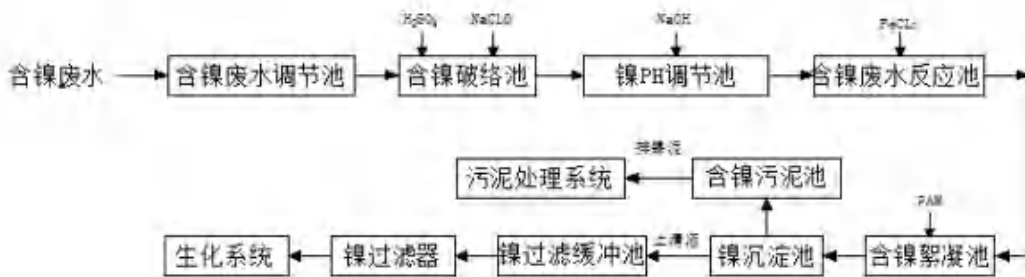 H₂SO₄ NaCLO NaOH FeCL₃
含镍废水 含镍废水调节池 含镍破络池 镍PH调节池 含镍废水反应池
污泥处理系统 含镍污泥池
PAM
生化系统 镍过滤器 镍过滤缓冲池 上清液 镍沉淀池 含镍絮凝池